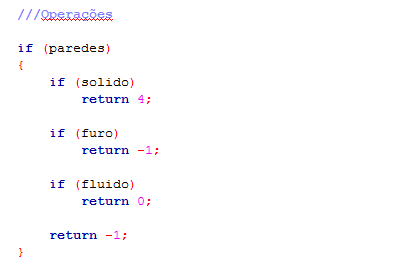 ///Operações
if (paredes)
{
if (solido)
return 4;
if (furo)
return -1;
if (fluido)
return 0;
return -1;
}